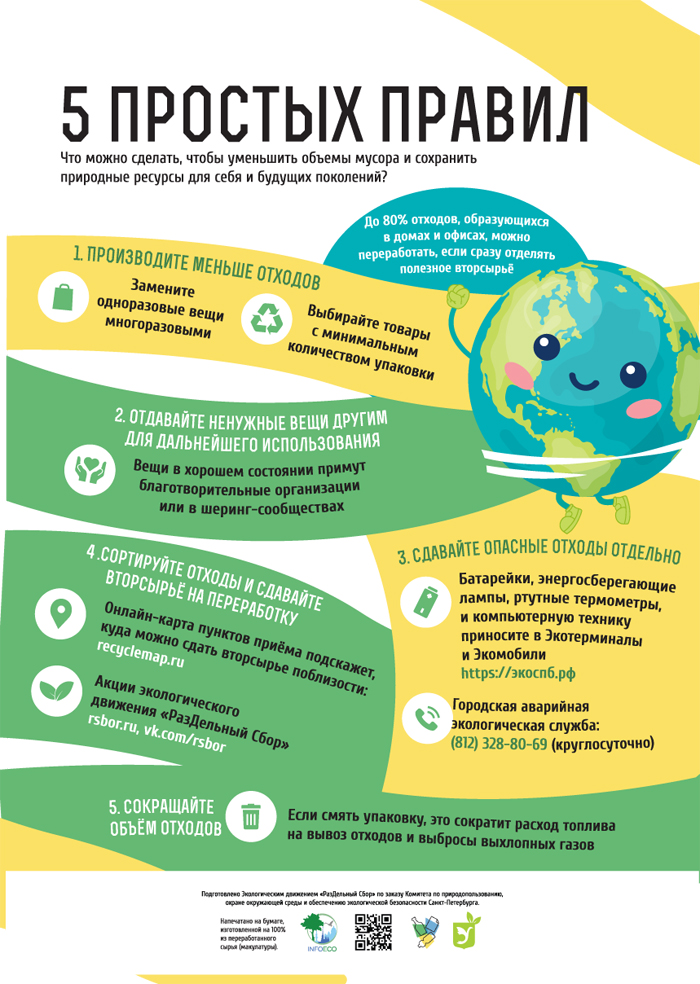 5 ПРОСТЫХ ПРАВИЛ
Что можно сделать, чтобы уменьшить объемы мусора и сохранить
природные ресурсы для себя и будущих поколений?
До 80% отходов, образующихся
в домах и офисах, можно
переработать, если сразу отделять
полезное вторсырьё
1. ПРОИЗВОДИТЕ МЕНЬШЕ ОТХОДОВ
Замените
одноразовые вещи
многоразовыми
Выбирайте товары
с минимальным
количеством упаковки
2. ОТДАВАЙТЕ НЕНУЖНЫЕ ВЕЩИ ДРУГИМ
ДЛЯ ДАЛЬНЕЙШЕГО ИСПОЛЬЗОВАНИЯ
Вещи в хорошем состоянии примут
благотворительные организации
или в шеринг-сообществах
3. СДАВАЙТЕ ОПАСНЫЕ ОТХОДЫ ОТДЕЛЬНО
Батарейки, энергосберегающие
лампы, ртутные термометры,
и компьютерную технику
приносите в Экотерминалы
и Экомобили
https://экоспб.рф
Городская аварийная
экологическая служба:
(812) 328-80-69 (круглосуточно)
4 .СОРТИРУЙТЕ ОТХОДЫ И СДАВАЙТЕ
ВТОРСЫРЬЁ НА ПЕРЕРАБОТКУ
Онлайн-карта пунктов приёма подскажет,
куда можно сдать вторсырье поблизости:
recyclemap.ru
Акции экологического
движения «РазДельный Сбор»
rsbor.ru, vk.com/rsbor
5. СОКРАЩАЙТЕ
ОБЪЁМ ОТХОДОВ
Если смять упаковку, это сократит расход топлива
на вывоз отходов и выбросы выхлопных газов
Подготовлено Экологическим движением «РазДельный Сбор» по заказу Комитета по природопользованию,
охране окружающей среды и обеспечению экологической безопасности Санкт-Петербурга.
Напечатано на бумаге,
изготовленной на 100%
из переработанного
сырья (макулатуры).
INFOECO